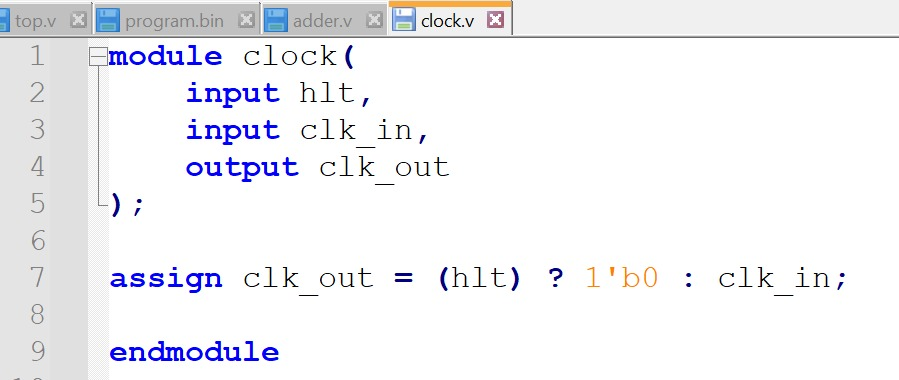 top.v program.bin adder.v clock.v
1 module clock(
2 input hlt,
3 input clk_in,
4 output clk_out
5 );
6
7 assign clk_out = (hlt) ? 1'b0 : clk_in;
8
9 endmodule